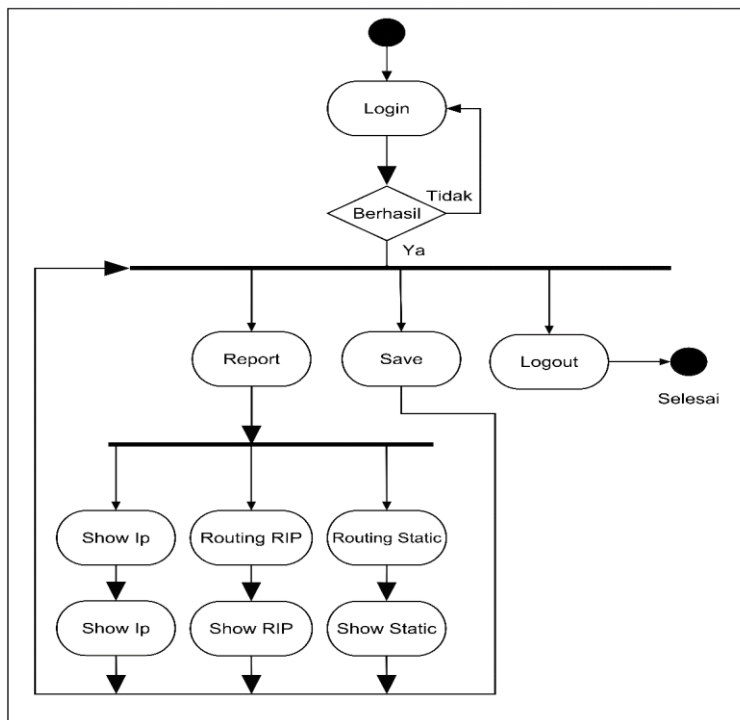 Login
Tidak
Berhasil
Ya
Report
Save
Logout
Selesai
Show Ip
Routing RIP
Routing Static
Show Ip
Show RIP
Show Static